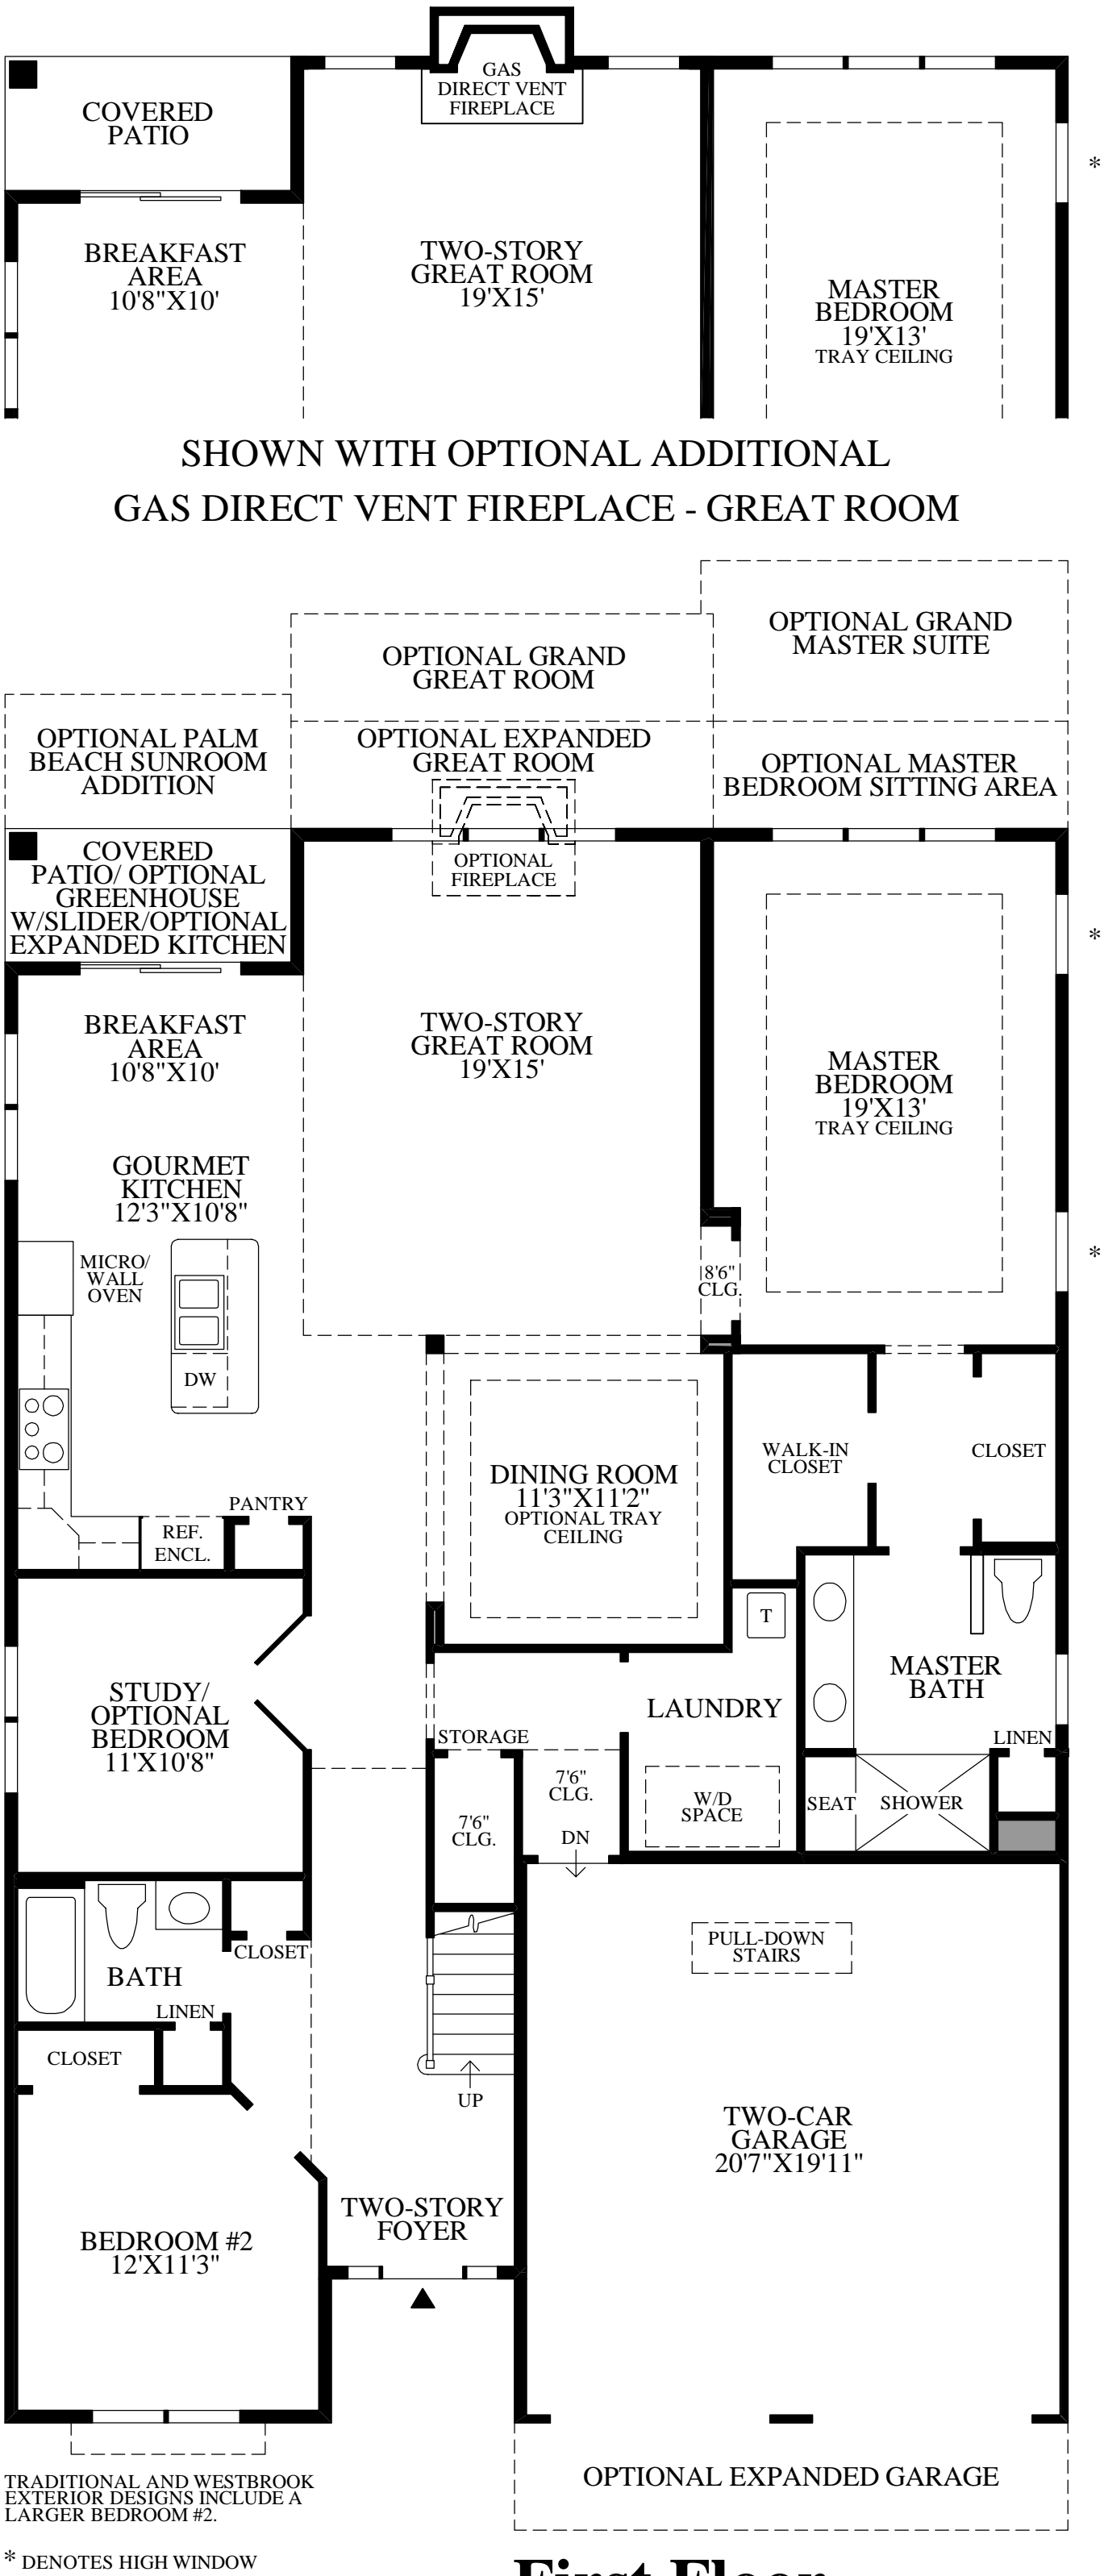 GAS
DIRECT VENT
FIREPLACE
COVERED
PATIO
*
BREAKFAST
AREA
10'8"X10'
TWO-STORY
GREAT ROOM
19'X15'
MASTER
BEDROOM
19'X13'
TRAY CEILING
SHOWN WITH OPTIONAL ADDITIONAL
GAS DIRECT VENT FIREPLACE - GREAT ROOM
OPTIONAL GRAND
MASTER SUITE
OPTIONAL GRAND
GREAT ROOM
OPTIONAL PALM
BEACH SUNROOM
ADDITION
OPTIONAL EXPANDED
GREAT ROOM
OPTIONAL MASTER
BEDROOM SITTING AREA
COVERED
PATIO/ OPTIONAL
GREENHOUSE
W/SLIDER/OPTIONAL
EXPANDED KITCHEN
OPTIONAL
FIREPLACE
*
BREAKFAST
AREA
10'8"X10'
TWO-STORY
GREAT ROOM
19'X15'
MASTER
BEDROOM
19'X13'
TRAY CEILING
GOURMET
KITCHEN
12'3"X10'8"
MICRO/
WALL
OVEN
8'6"
CLG.
*
DW
WALK-IN
CLOSET
CLOSET
DINING ROOM
11'3"X11'2"
OPTIONAL TRAY
CEILING
PANTRY
REF.
ENCL.
T
STUDY/
OPTIONAL
BEDROOM
11'X10'8"
MASTER
BATH
LAUNDRY
STORAGE
LINEN
7'6"
CLG.
W/D
SPACE
SEAT
SHOWER
7'6"
CLG.
DN
PULL-DOWN
STAIRS
CLOSET
BATH
LINEN
CLOSET
UP
TWO-CAR
GARAGE
20'7"X19'11"
TWO-STORY
FOYER
BEDROOM #2
12'X11'3"
TRADITIONAL AND WESTBROOK
EXTERIOR DESIGNS INCLUDE A
LARGER BEDROOM #2.
OPTIONAL EXPANDED GARAGE
* DENOTES HIGH WINDOW
First Floor